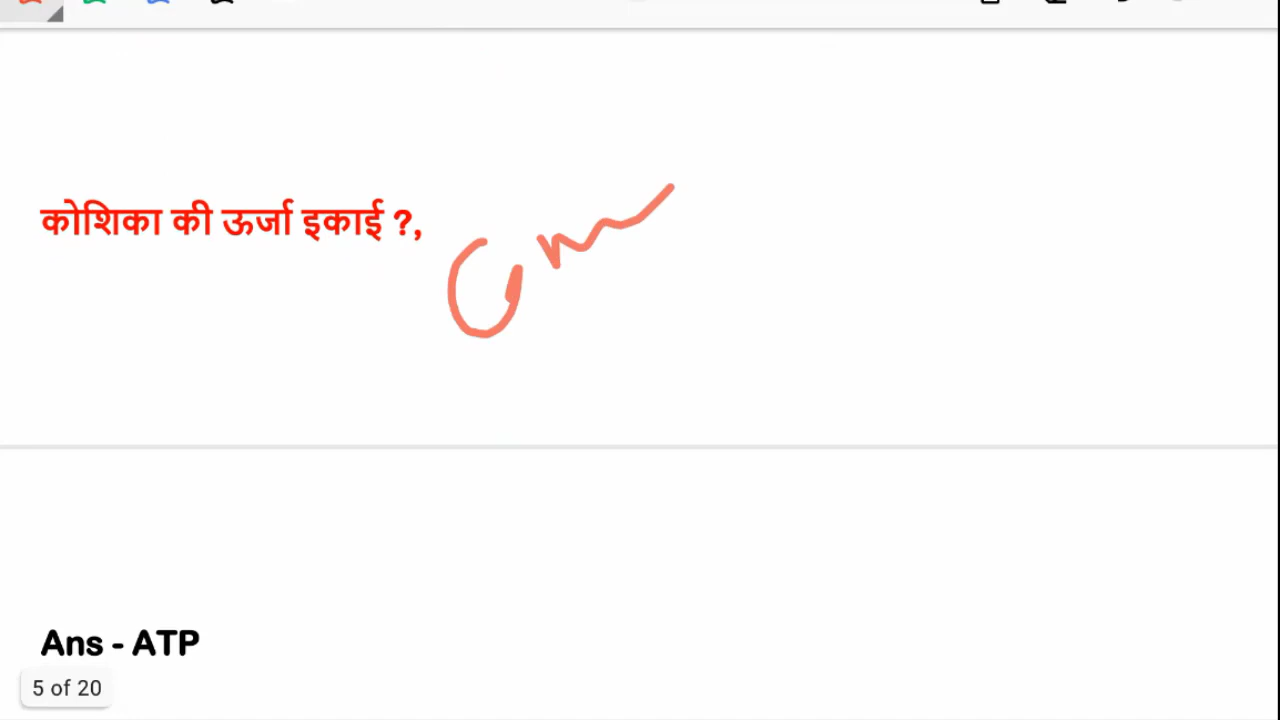 कोशिका की ऊर्जा इकाई ?,
Ans - ATP
5 of 20